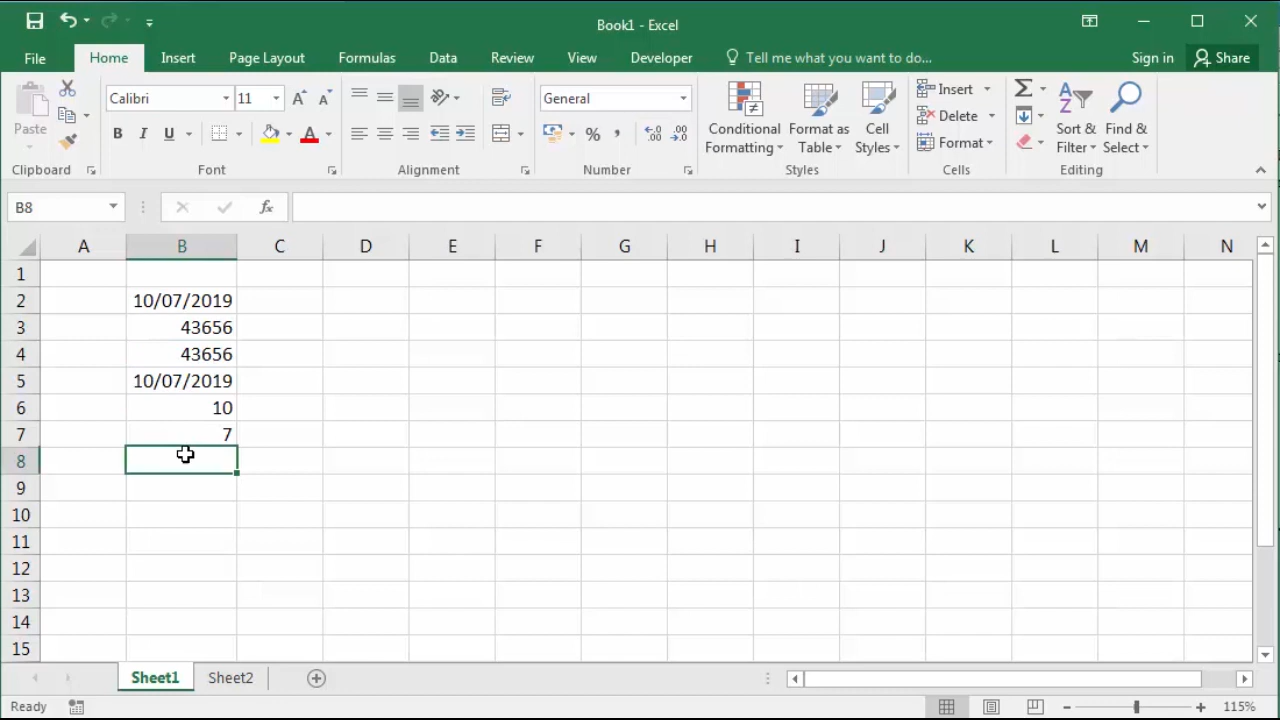 Book1 - Excel
File Home Insert Page Layout Formulas Data Review View Developer Tell me what you want to do... Sign in Share
Calibri 11 General Insert
Delete
Paste B I U % , Conditional Formatting Format as Table Cell Styles Format Sort & Filter Find & Select
Clipboard Font Alignment Number Styles Cells Editing
B8 fx
A B C D E F G H I J K L M N
1
2 10/07/2019
3 43656
4 43656
5 10/07/2019
6 10
7 7
8
9
10
11
12
13
14
15
Sheet1 Sheet2
Ready 115%